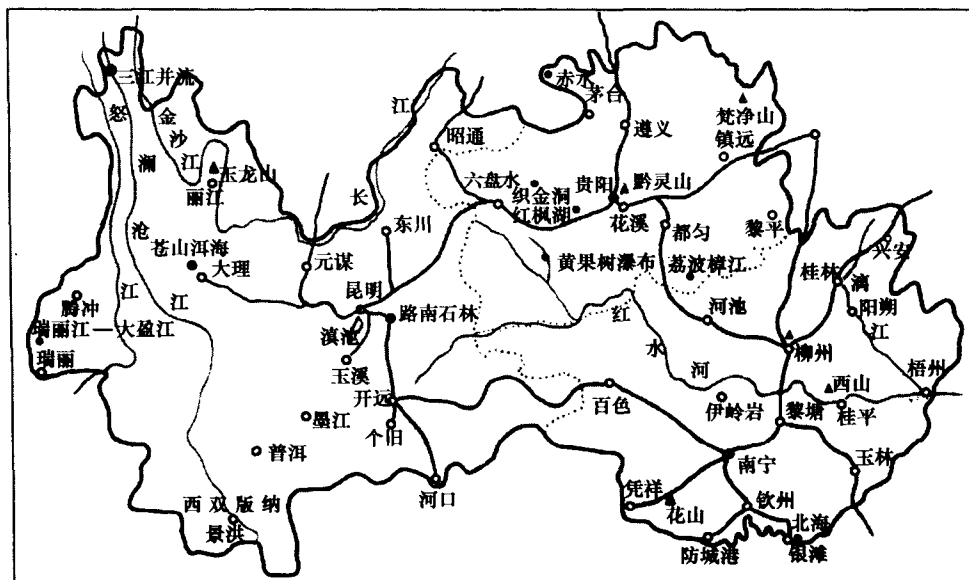 三江并流
怒
江
澜
沧
江
金
沙
江
玉龙山
丽江
苍山洱海
大理
元谋
长
江
昭通
东川
昆明
滇池
玉溪
路南石林
开远
个旧
墨江
普洱
西双版纳
景洪
腾冲
瑞丽江—大盈江
瑞丽
河口
赤水
茅台
遵义
梵净山
镇远
六盘水
织金洞
红枫湖
贵阳
黔灵山
花溪
都匀
黎平
黄果树瀑布
荔波樟江
红
水
河
河池
桂林
兴安
漓
江
阳朔
柳州
梧州
西山
桂平
伊岭岩
黎塘
百色
南宁
玉林
凭祥
花山
钦州
防城港
北海
银滩